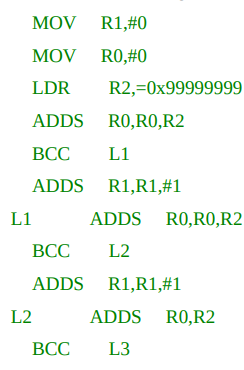 MOV R1,#0
MOV R0,#0
LDR R2,=0x99999999
ADDS R0,R0,R2
BCC L1
ADDS R1,R1,#1
L1 ADDS R0,R0,R2
BCC L2
ADDS R1,R1,#1
L2 ADDS R0,R2
BCC L3